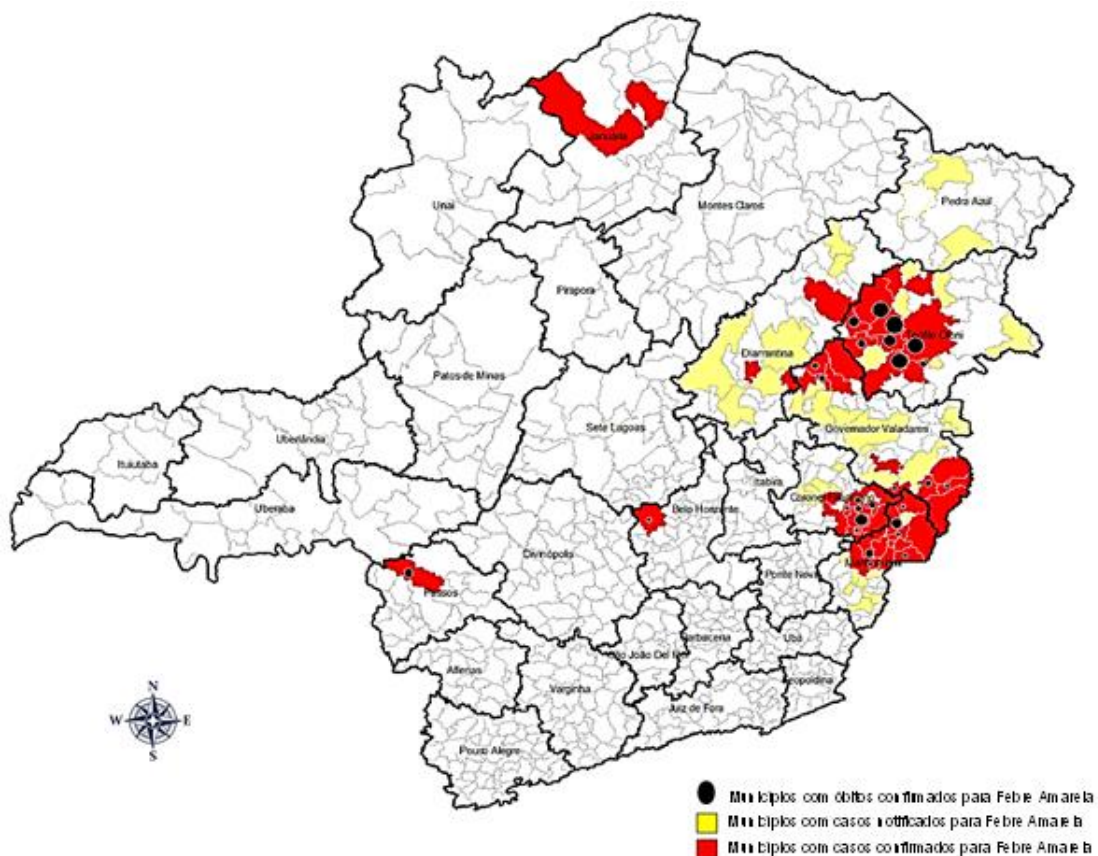 Januária
Unaí
Montes Claros
Pedra Azul
Pirapora
Teófilo Otoni
Diamantina
Patos de Minas
Sete Lagoas
Governador Valadares
Uberlândia
Ituiutaba
Itabira
Coronel
Uberaba
Belo Horizonte
Divinópolis
Ponte Nova
Passos
Barbacena
Ubá
São João Del Rei
Alfenas
Leopoldina
Varginha
Juiz de Fora
Pouso Alegre
N
W E
S
Municípios com óbitos confirmados para Febre Amarela
Municípios com casos notificados para Febre Amarela
Municípios com casos confirmados para Febre Amarela